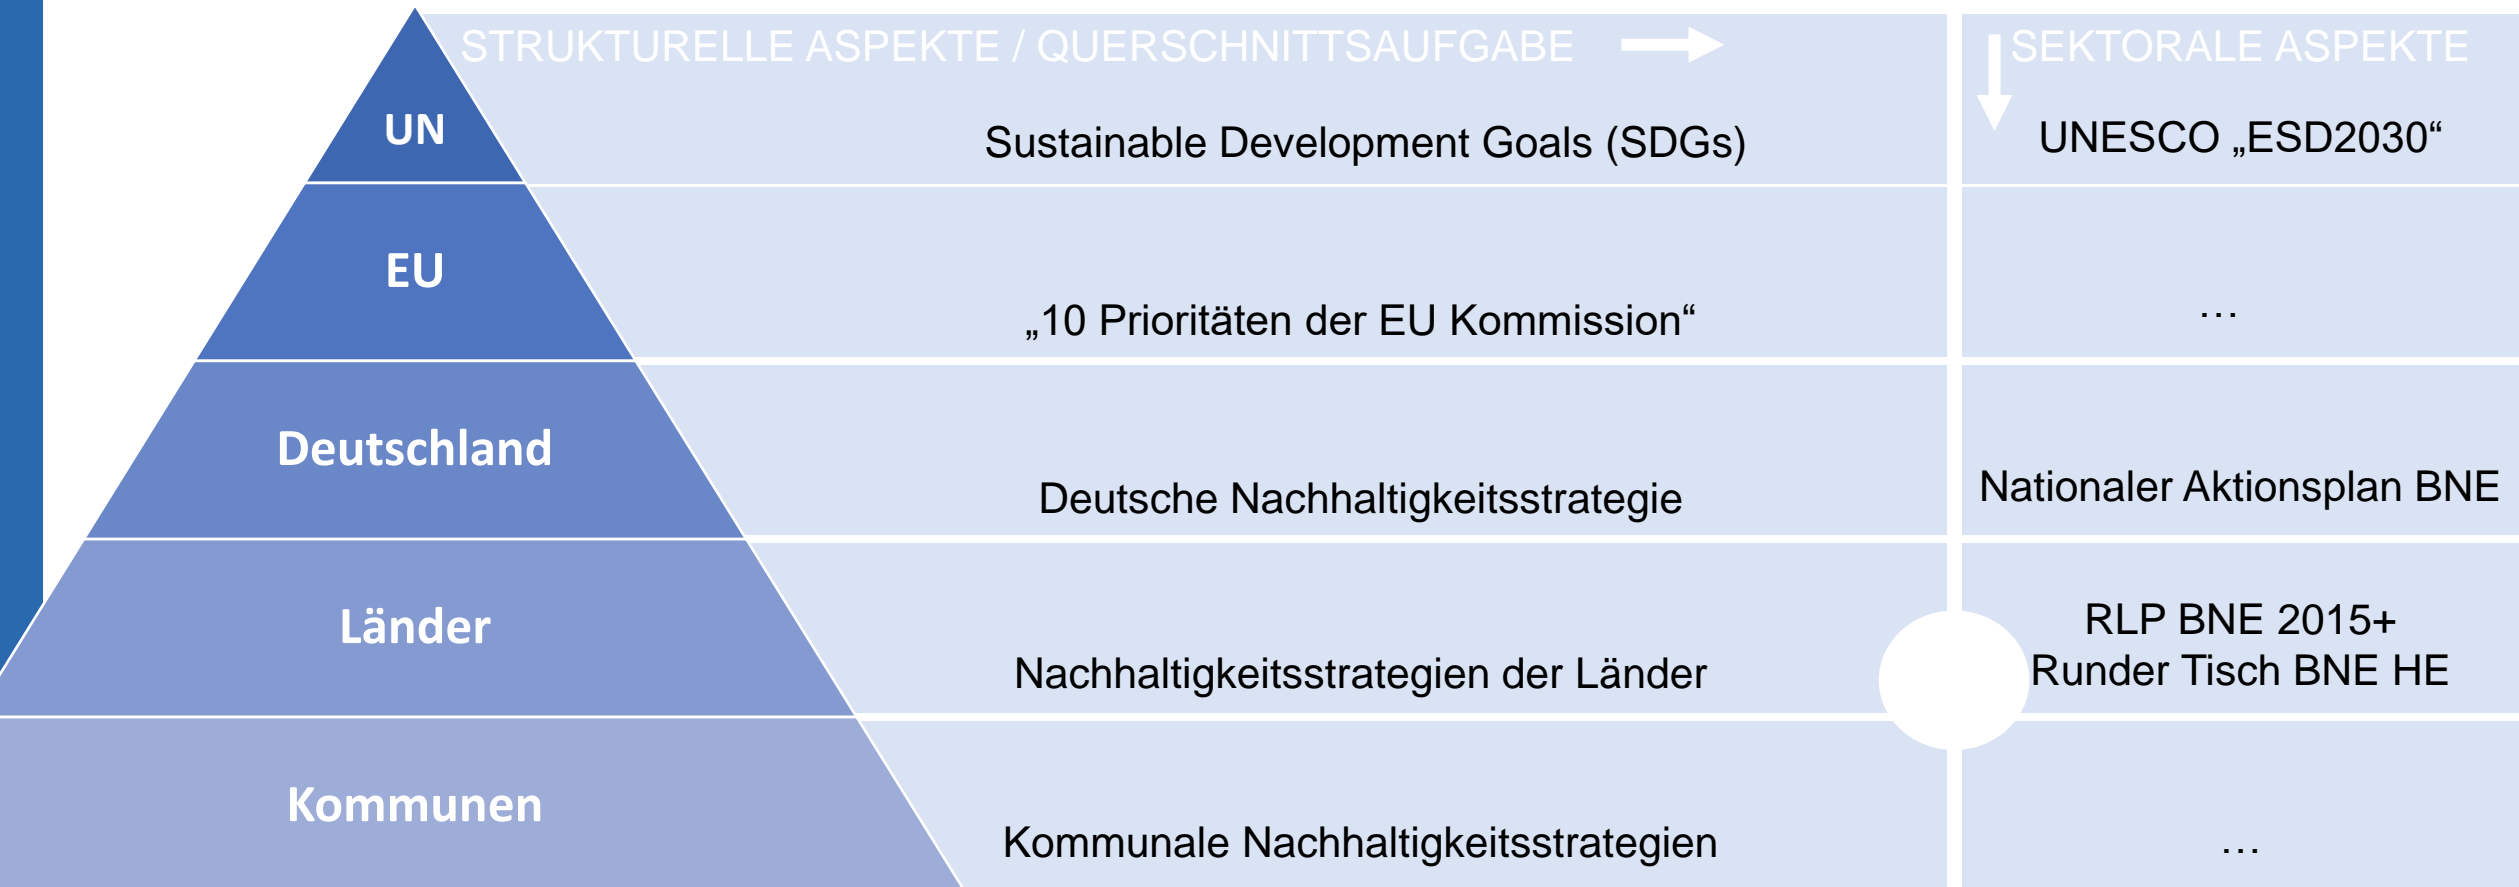 STRUKTURELLE ASPEKTE / QUERSCHNITTSAUFGABE
SEKTORALE ASPEKTE
UN
Sustainable Development Goals (SDGs)
UNESCO „ESD2030“
EU
„10 Prioritäten der EU Kommission“
…
Deutschland
Deutsche Nachhaltigkeitsstrategie
Nationaler Aktionsplan BNE
Länder
Nachhaltigkeitsstrategien der Länder
RLP BNE 2015+
Runder Tisch BNE HE
Kommunen
Kommunale Nachhaltigkeitsstrategien
…